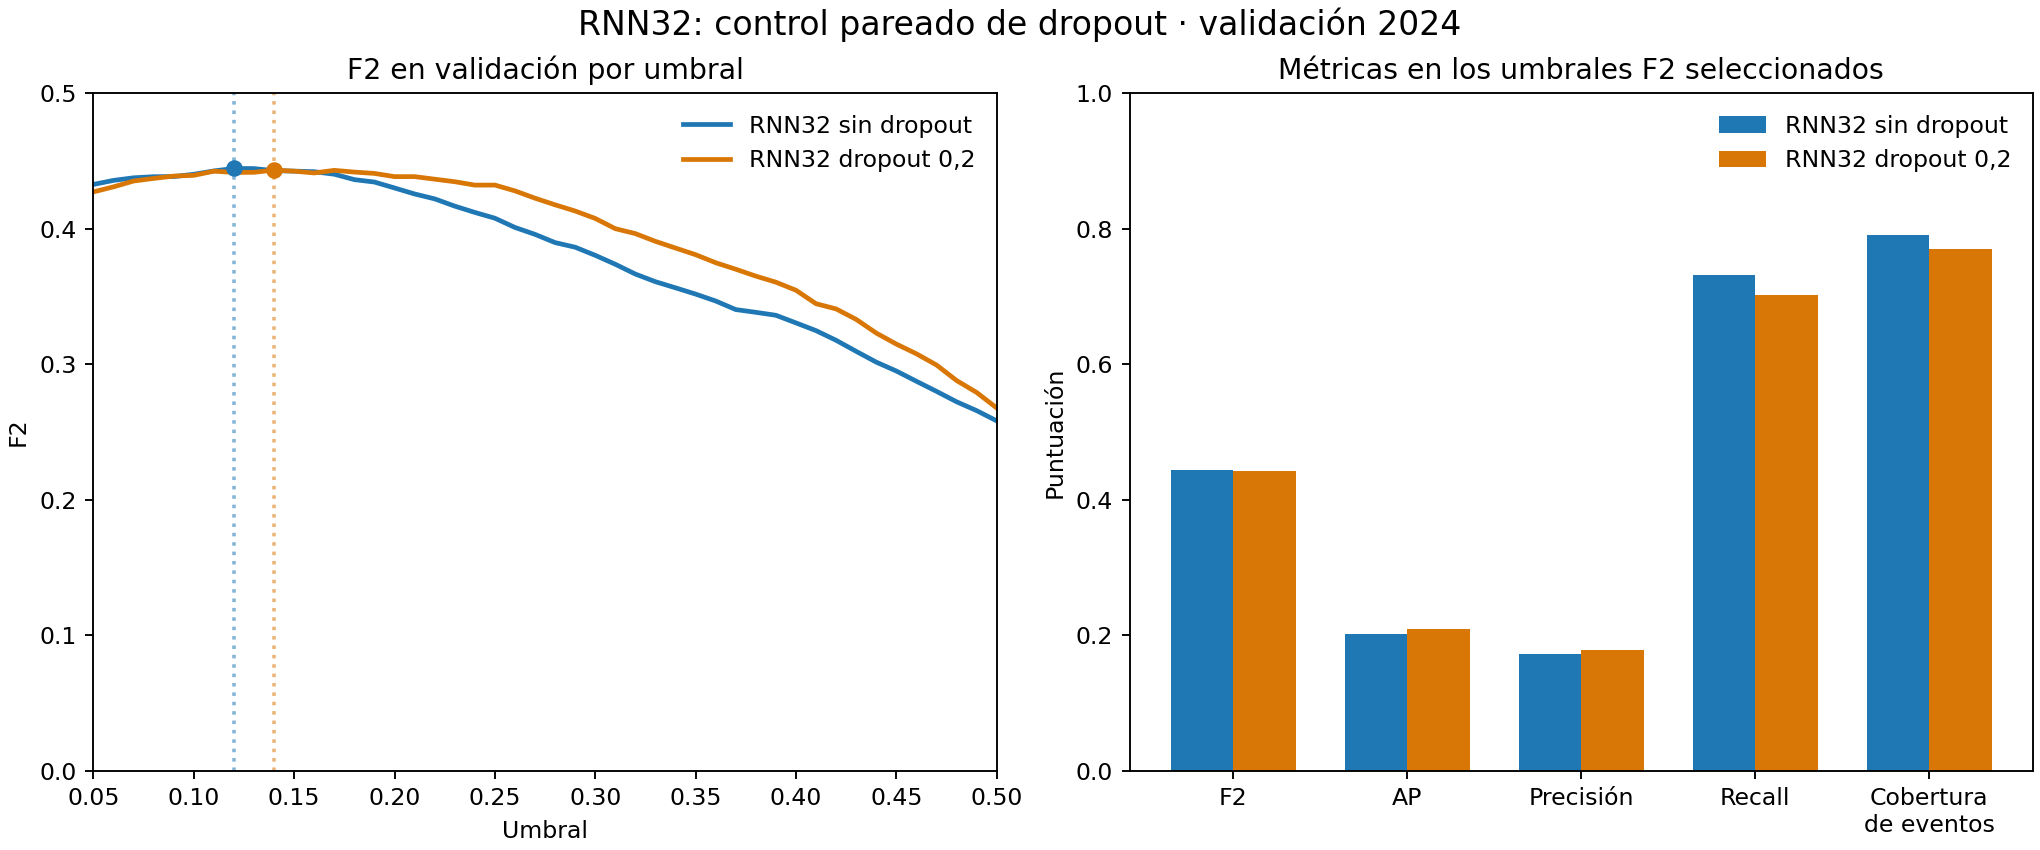 RNN32: control pareado de dropout · validación 2024
F2 en validación por umbral
0.5
0.4
0.3
0.2
0.1
0.0
F2
0.05 0.10 0.15 0.20 0.25 0.30 0.35 0.40 0.45 0.50
Umbral
RNN32 sin dropout
RNN32 dropout 0,2
Métricas en los umbrales F2 seleccionados
1.0
0.8
0.6
0.4
0.2
0.0
Puntuación
RNN32 sin dropout
RNN32 dropout 0,2
F2 AP Precisión Recall Cobertura
de eventos